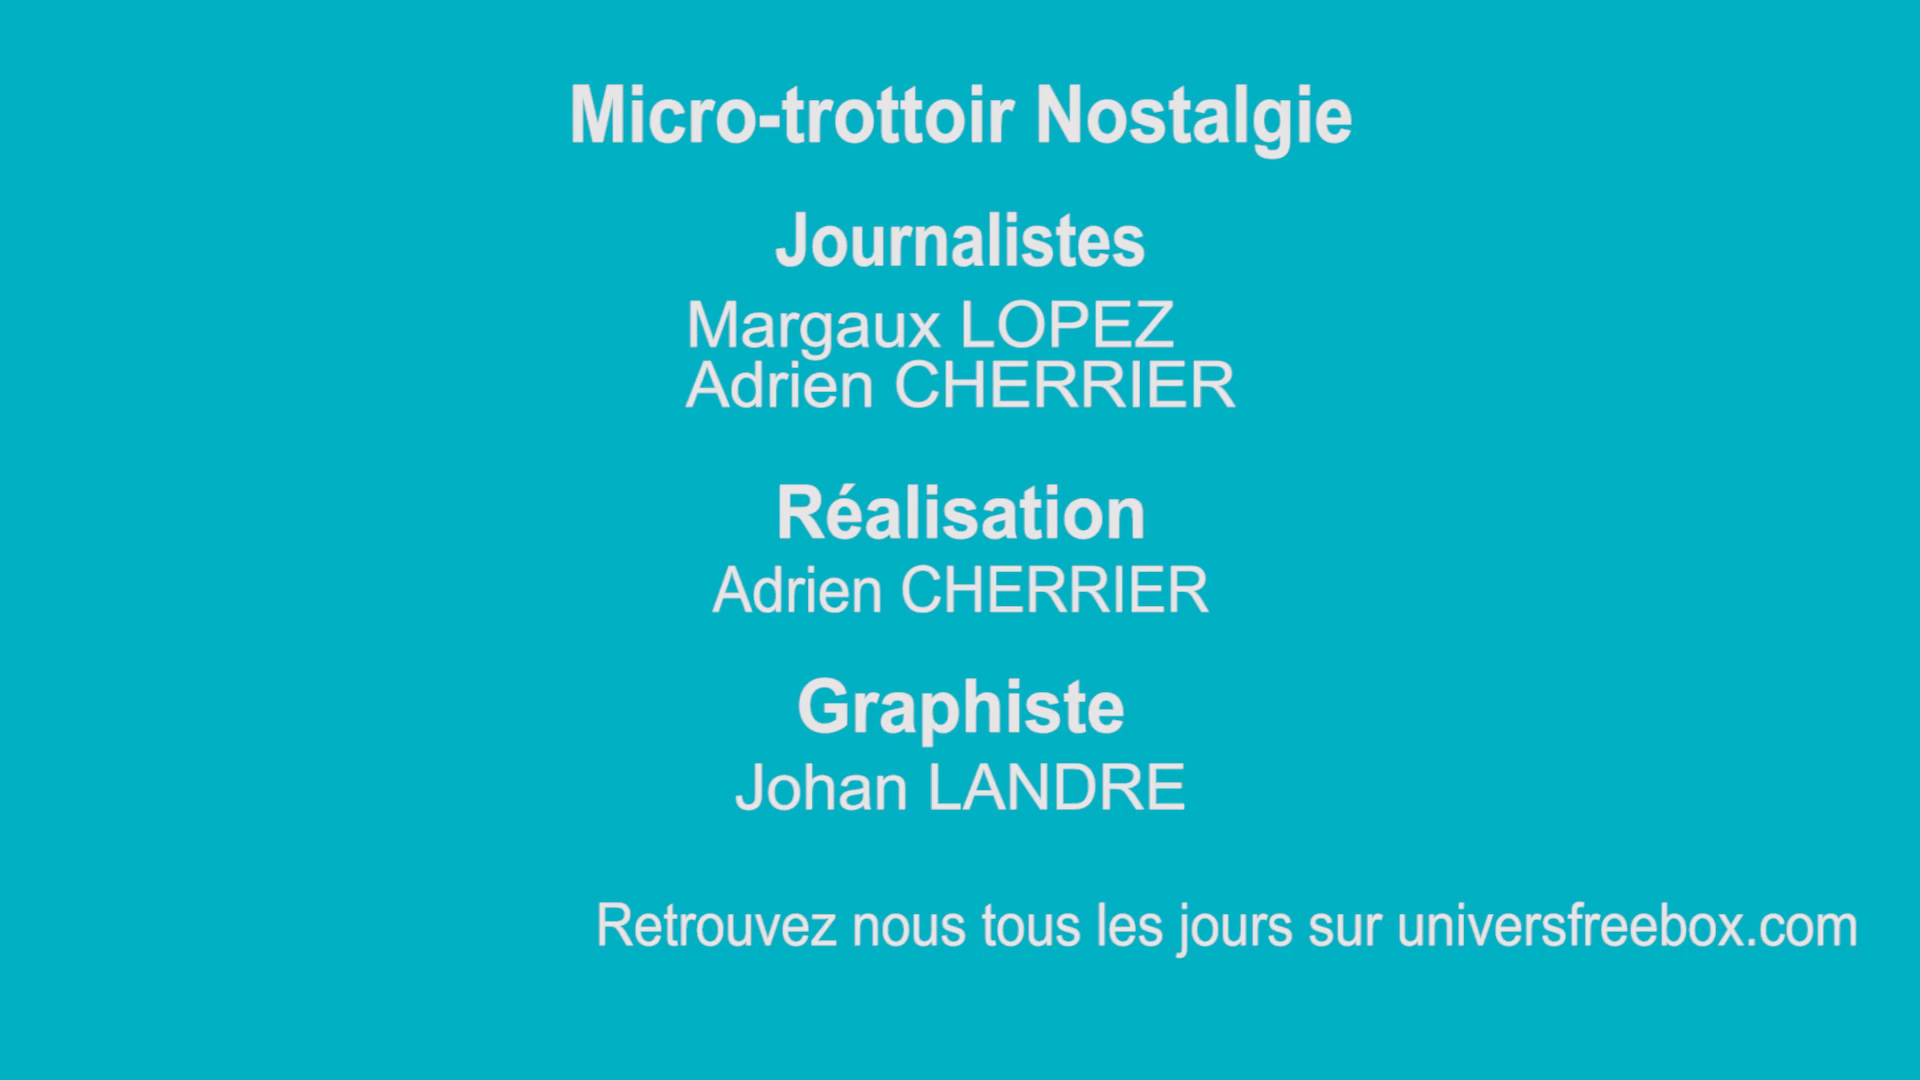 Micro-trottoir Nostalgie
Journalistes
Margaux LOPEZ
Adrien CHERRIER
Réalisation
Adrien CHERRIER
Graphiste
Johan LANDRE
Retrouvez nous tous les jours sur universfreebox.com